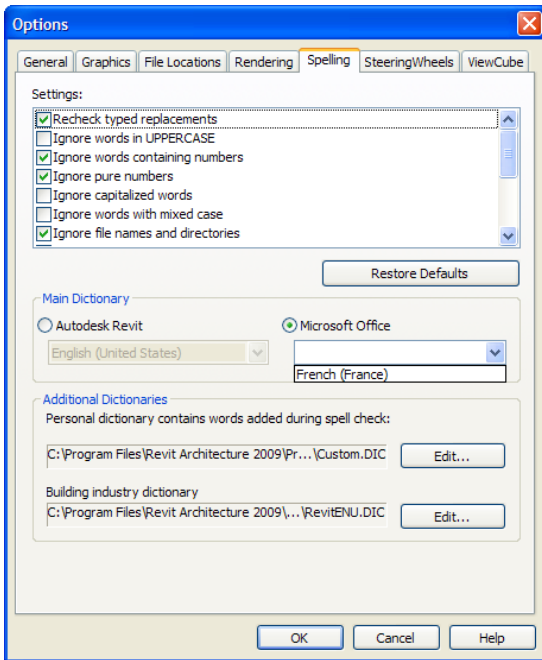 Options
General Graphics File Locations Rendering Spelling SteeringWheels ViewCube
Settings:
Recheck typed replacements
Ignore words in UPPERCASE
Ignore words containing numbers
Ignore pure numbers
Ignore capitalized words
Ignore words with mixed case
Ignore file names and directories
Restore Defaults
Main Dictionary
Autodesk Revit Microsoft Office
English (United States)
French (France)
Additional Dictionaries
Personal dictionary contains words added during spell check:
C:\Program Files\Revit Architecture 2009\Pr...\Custom.DIC Edit...
Building industry dictionary
C:\Program Files\Revit Architecture 2009\...\RevitENU.DIC Edit...
OK Cancel Help